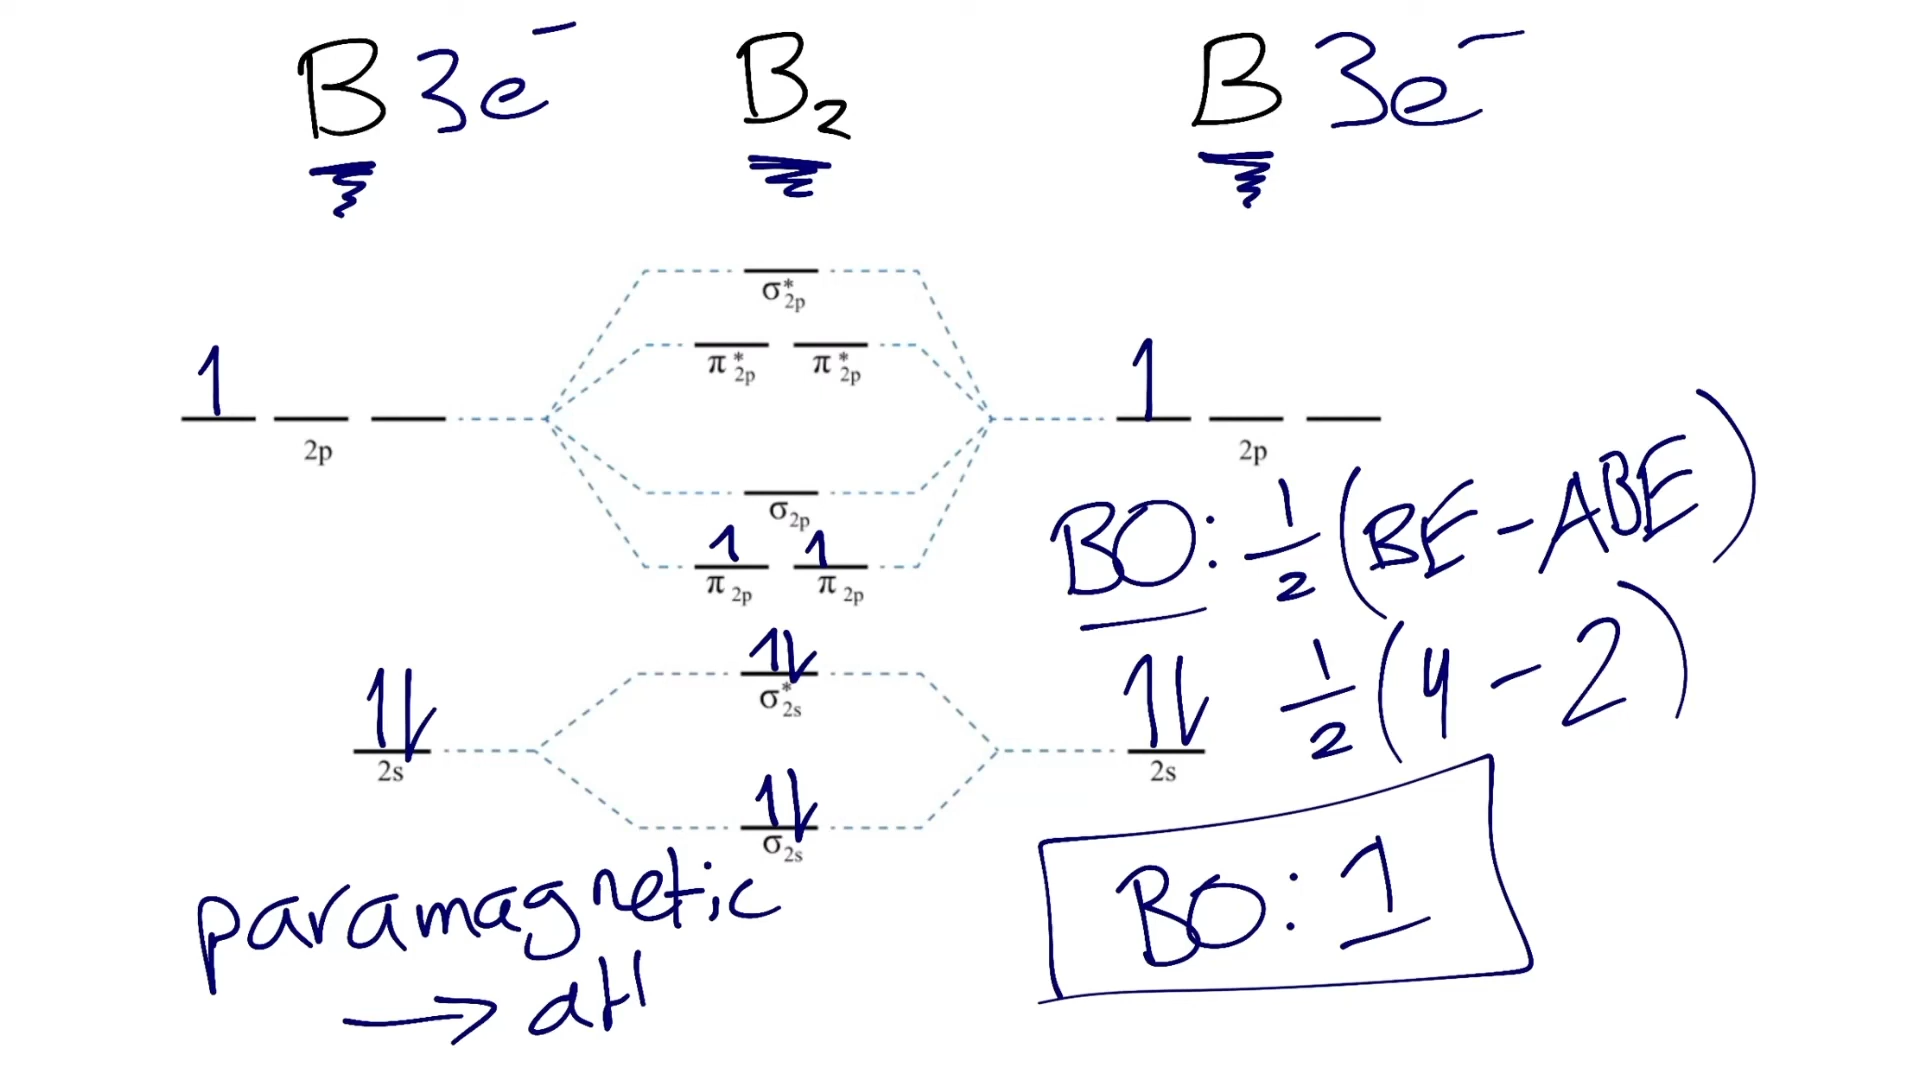 B 3e⁻ B₂ B 3e⁻
σ*2p
π*2p π*2p
1 1
2p 2p
σ2p
BO: 1/2 (BE - ABE)
1 1
π2p π2p
1/2 (4 - 2)
σ*2s
2s 2s
σ2s
BO: 1
paramagnetic
→ att